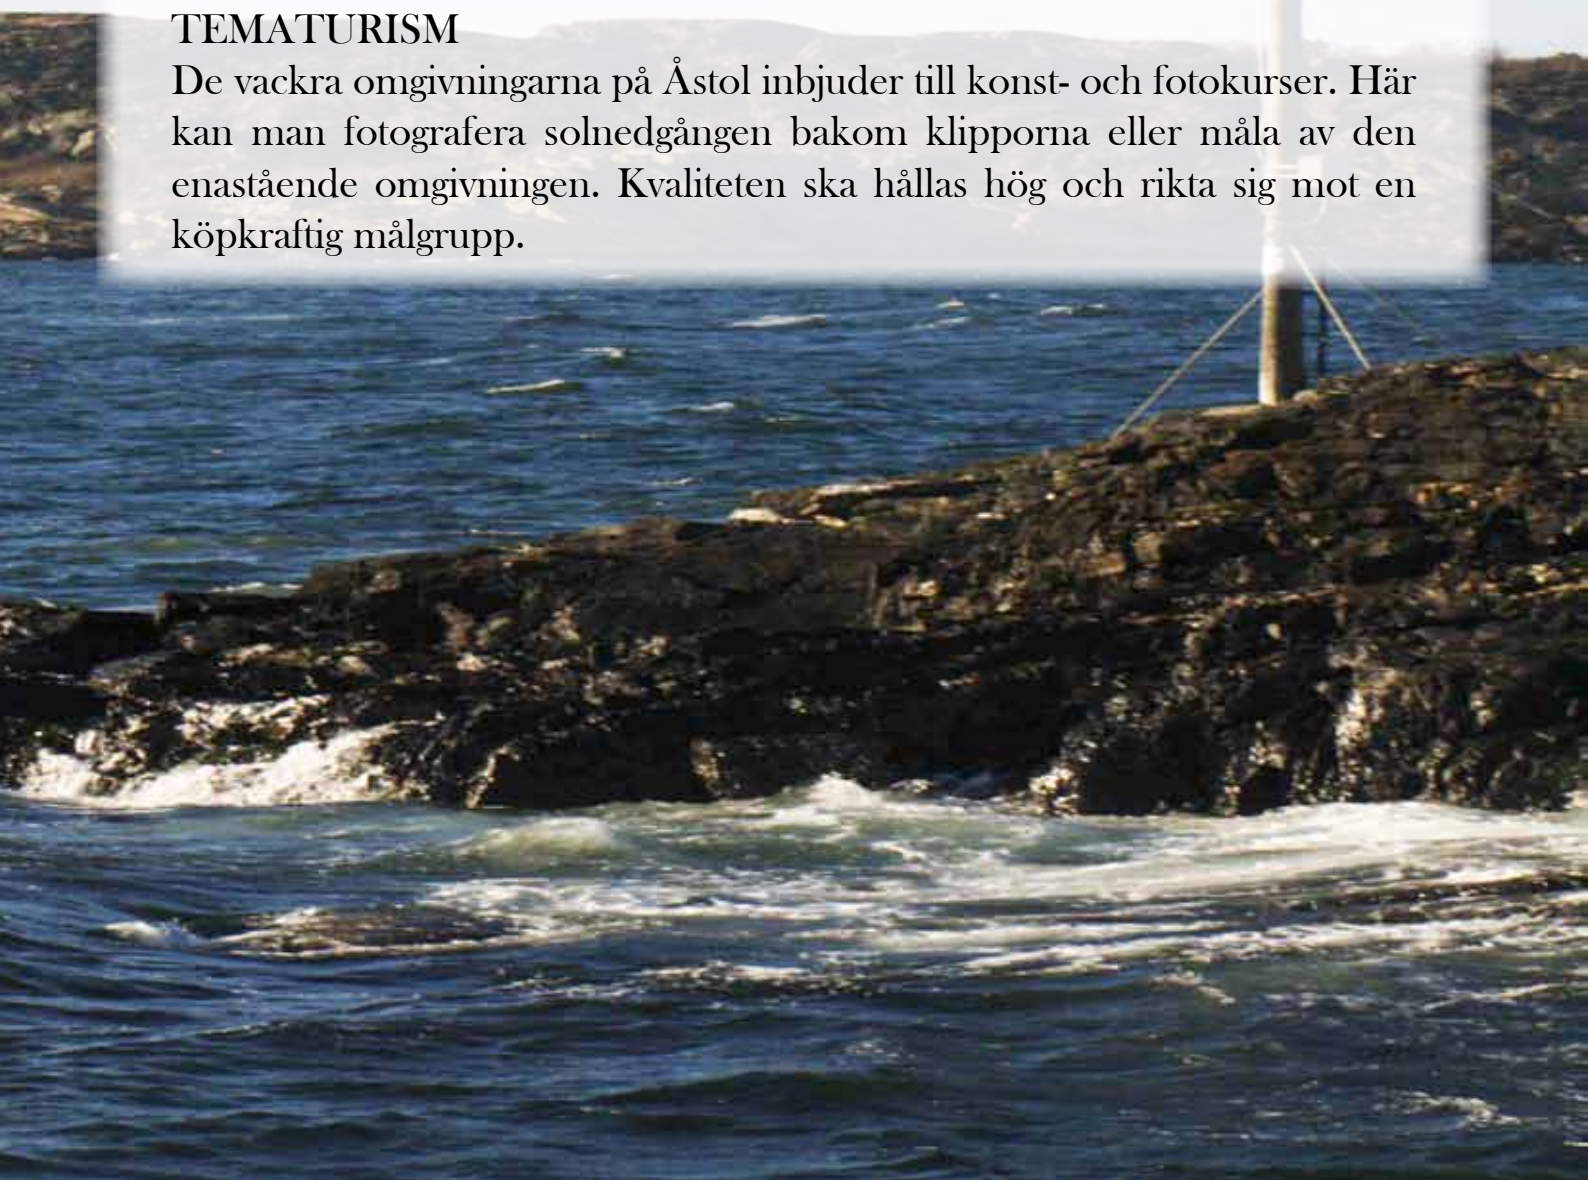 TEMATURISM
De vackra omgivningarna på Åstol inbjuder till konst- och fotokurser. Här
kan man fotografera solnedgången bakom klipporna eller måla av den
enastående omgivningen. Kvaliteten ska hållas hög och rikta sig mot en
köpkraftig målgrupp.